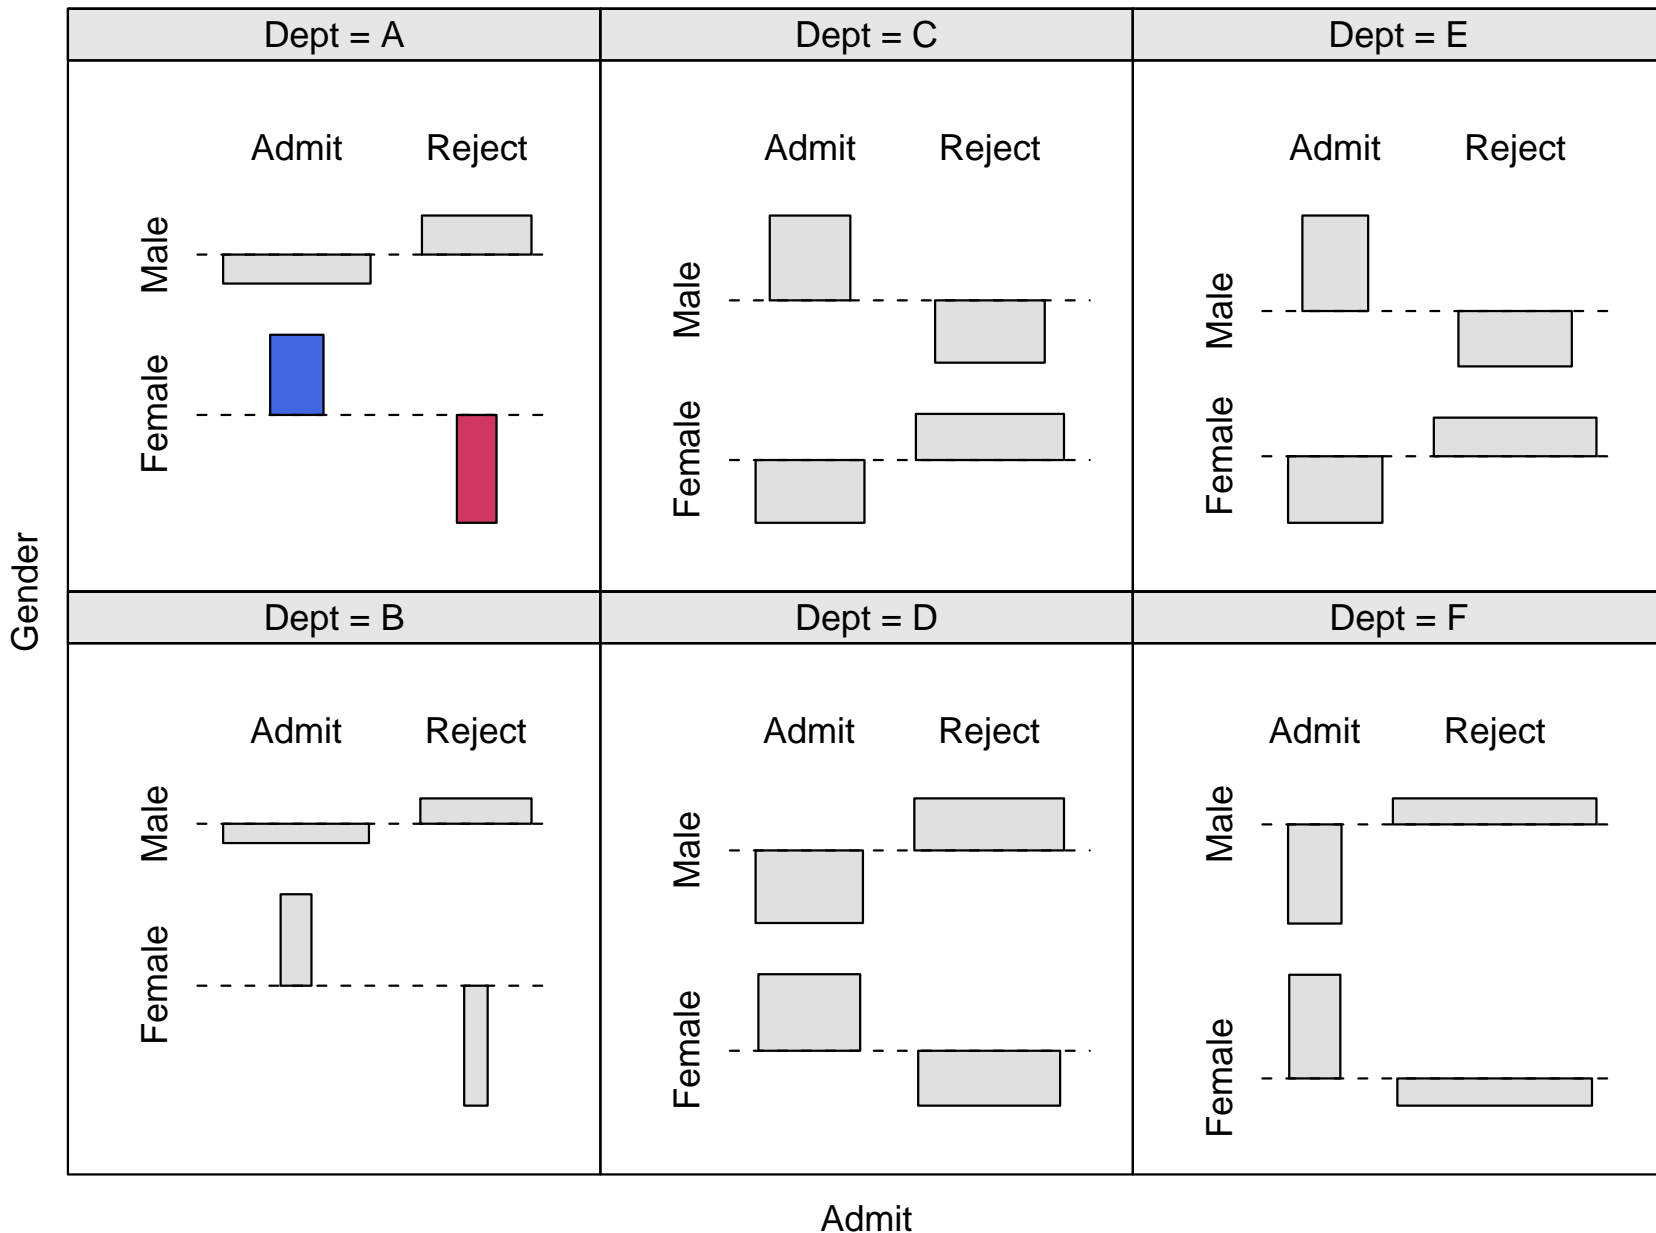 Dept = A
Dept = C
Dept = E
Admit Reject
Male
Female
Admit Reject
Male
Female
Admit Reject
Male
Female
Gender
Dept = B
Dept = D
Dept = F
Admit Reject
Male
Female
Admit Reject
Male
Female
Admit Reject
Male
Female
Admit